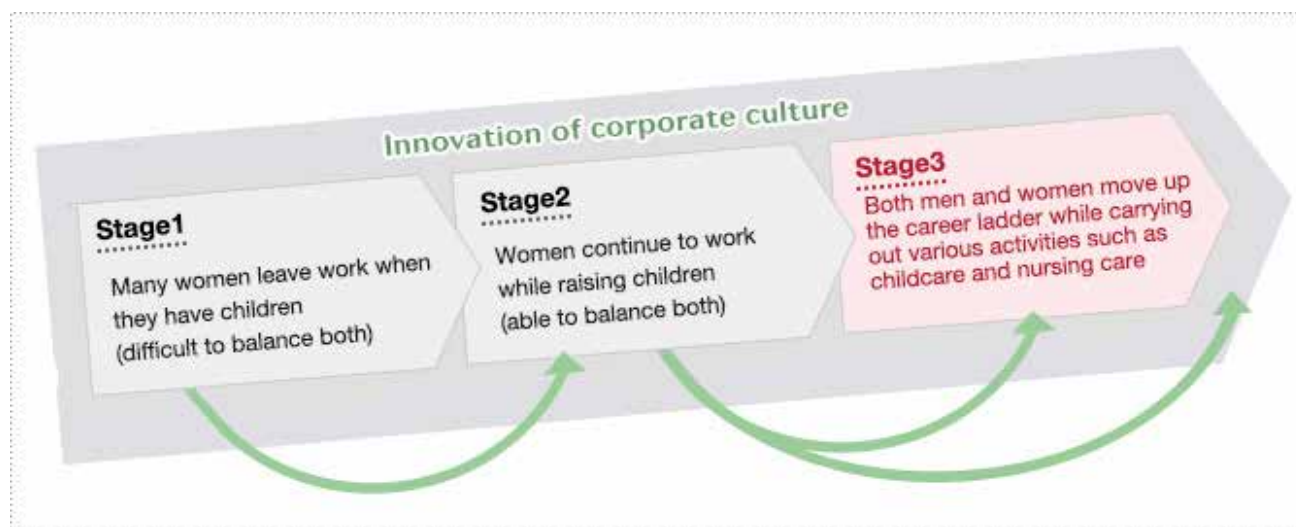 Innovation of corporate culture
Stage1
Many women leave work when
they have children
(difficult to balance both)
Stage2
Women continue to work
while raising children
(able to balance both)
Stage3
Both men and women move up
the career ladder while carrying
out various activities such as
childcare and nursing care